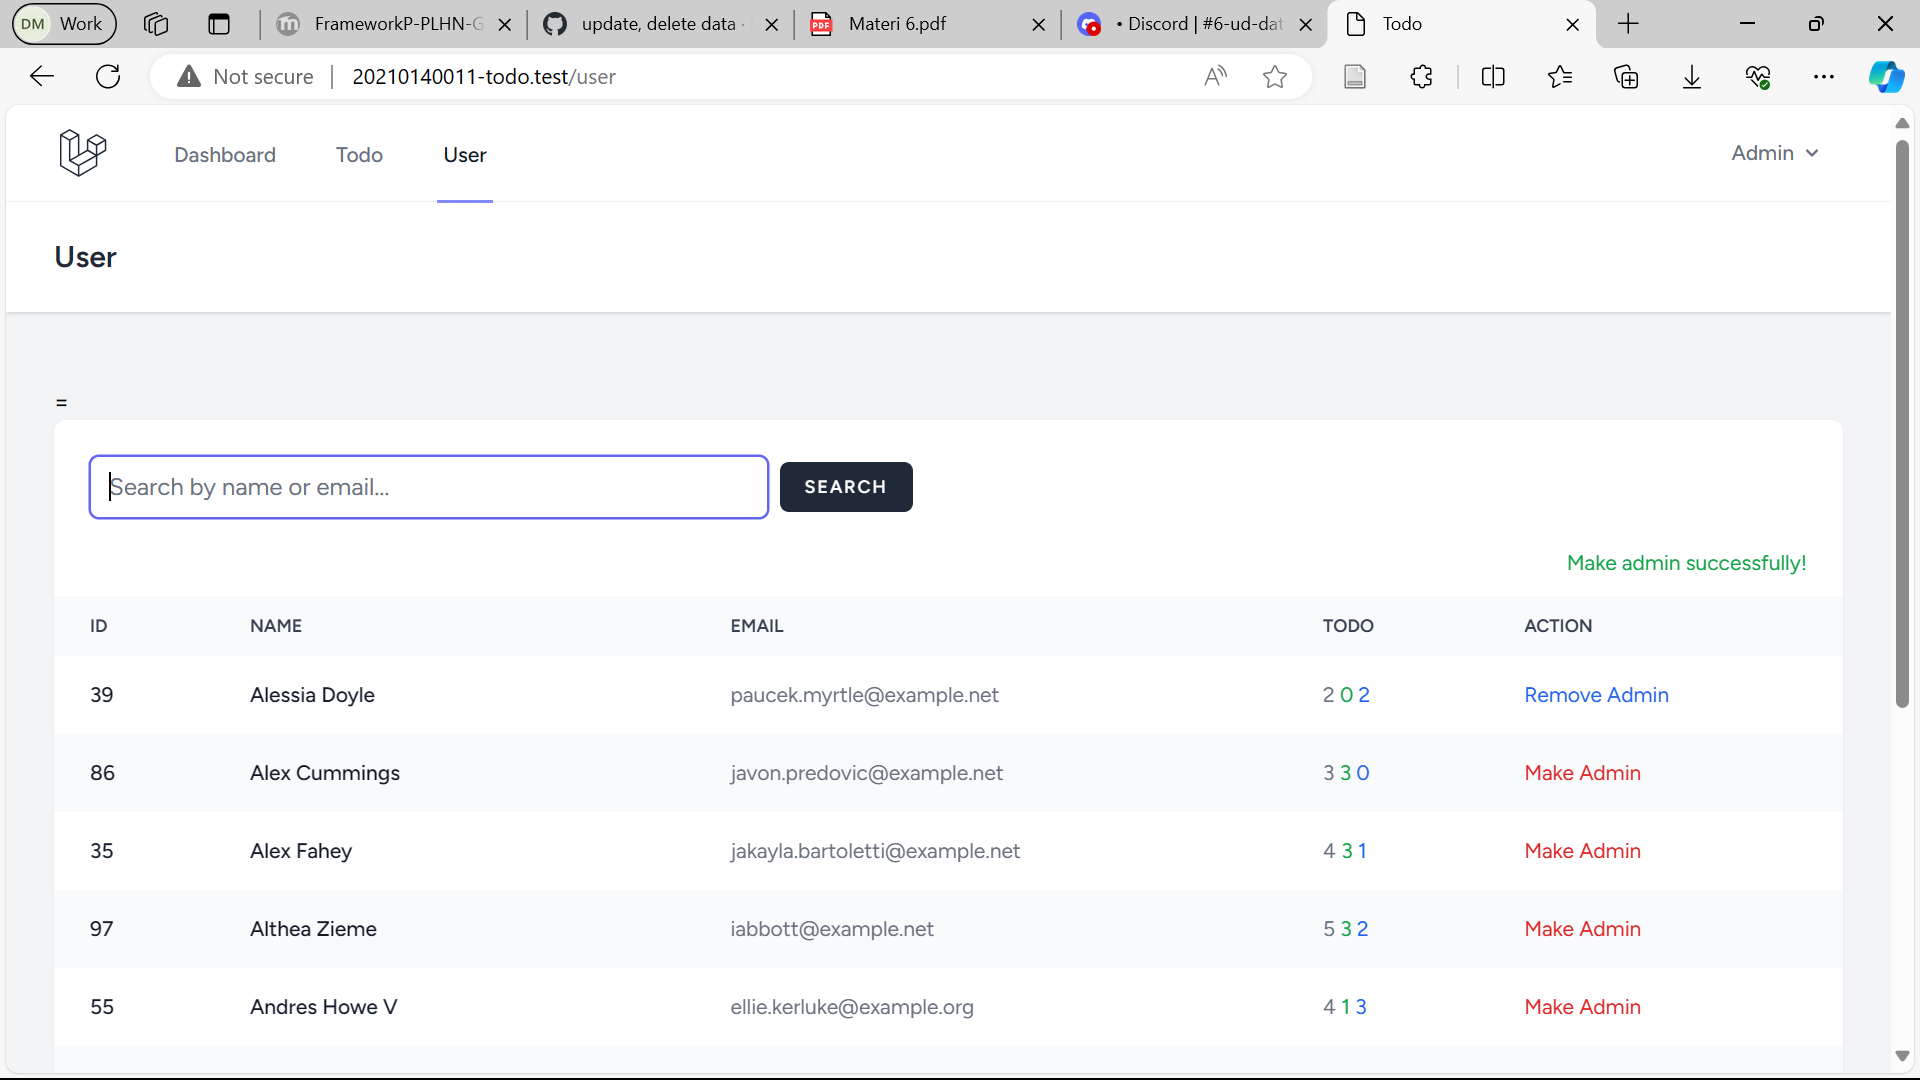 DM Work
FrameworkP-PLHN-G
update, delete data ·
Materi 6.pdf
• Discord | #6-ud-dat
Todo
Not secure
20210140011-todo.test/user
Dashboard
Todo
User
Admin
User
=
Search by name or email...
SEARCH
Make admin successfully!
ID NAME EMAIL TODO ACTION
39 Alessia Doyle paucek.myrtle@example.net 2 0 2 Remove Admin
86 Alex Cummings javon.predovic@example.net 3 3 0 Make Admin
35 Alex Fahey jakayla.bartoletti@example.net 4 3 1 Make Admin
97 Althea Zieme iabbott@example.net 5 3 2 Make Admin
55 Andres Howe V ellie.kerluke@example.org 4 1 3 Make Admin